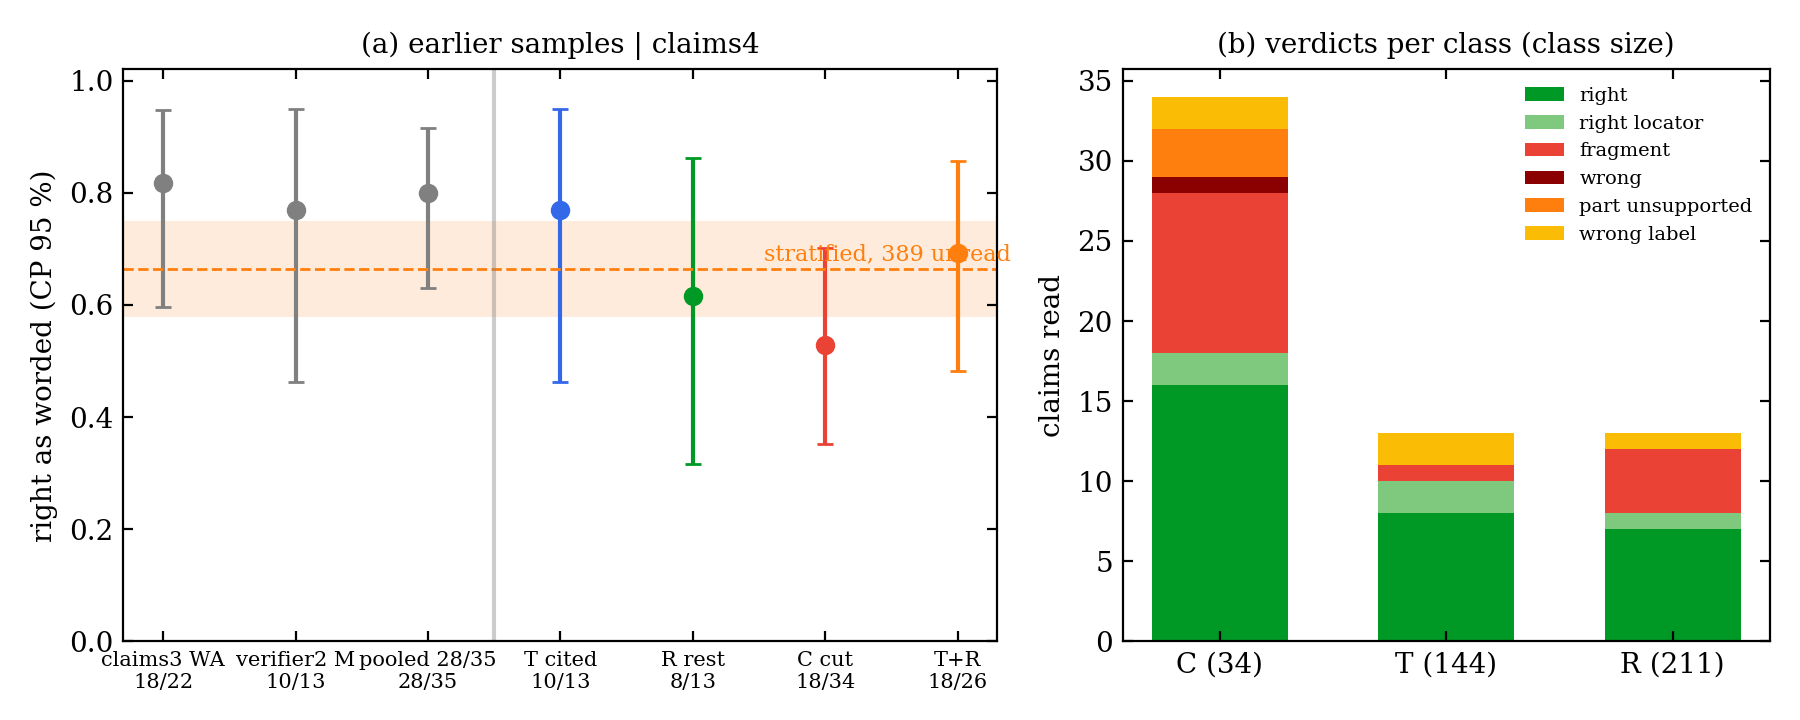 (a) earlier samples | claims4
right as worded (CP 95 %)
1.0
0.8
0.6
0.4
0.2
0.0
stratified, 389 unread
claims3 WA
18/22
verifier2 M
10/13
pooled 28/35
28/35
T cited
10/13
R rest
8/13
C cut
18/34
T+R
18/26
(b) verdicts per class (class size)
claims read
35
30
25
20
15
10
5
0
right
right locator
fragment
wrong
part unsupported
wrong label
C (34)
T (144)
R (211)